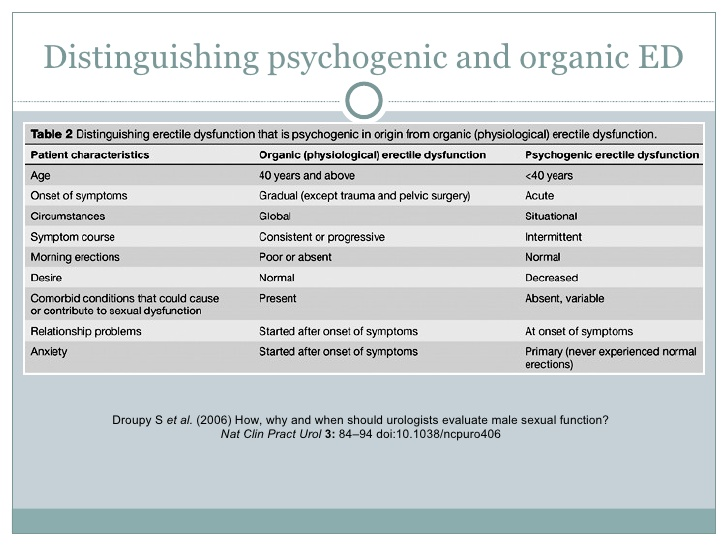 Distinguishing psychogenic and organic ED
Table 2 Distinguishing erectile dysfunction that is psychogenic in origin from organic (physiological) erectile dysfunction.
Patient characteristics Organic (physiological) erectile dysfunction Psychogenic erectile dysfunction
Age 40 years and above <40 years
Onset of symptoms Gradual (except trauma and pelvic surgery) Acute
Circumstances Global Situational
Symptom course Consistent or progressive Intermittent
Morning erections Poor or absent Normal
Desire Normal Decreased
Comorbid conditions that could cause Present Absent, variable
or contribute to sexual dysfunction
Relationship problems Started after onset of symptoms At onset of symptoms
Anxiety Started after onset of symptoms Primary (never experienced normal
erections)
Droupy S et al. (2006) How, why and when should urologists evaluate male sexual function?
Nat Clin Pract Urol 3: 84–94 doi:10.1038/ncpuro406